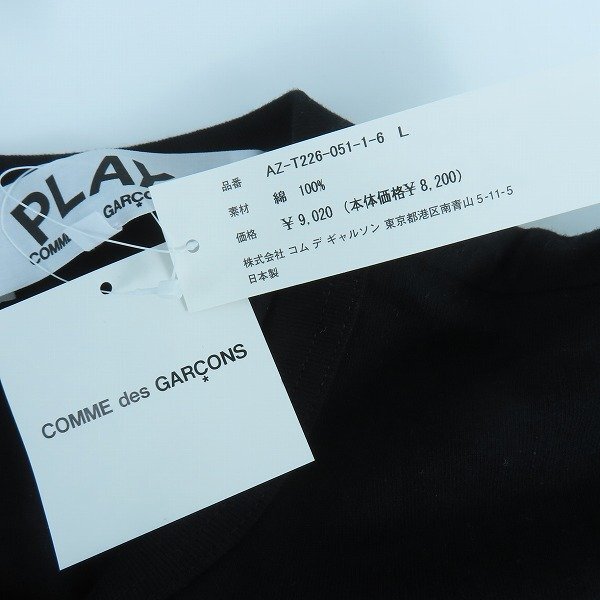 PLAY
COMME GARÇONS
COMME des GARÇONS
*
品番 AZ-T226-051-1-6 L
素材 綿 100%
価格 ¥ 9,020 (本体価格¥ 8,200)
株式会社 コム デ ギャルソン 東京都港区南青山 5-11-5
日本製